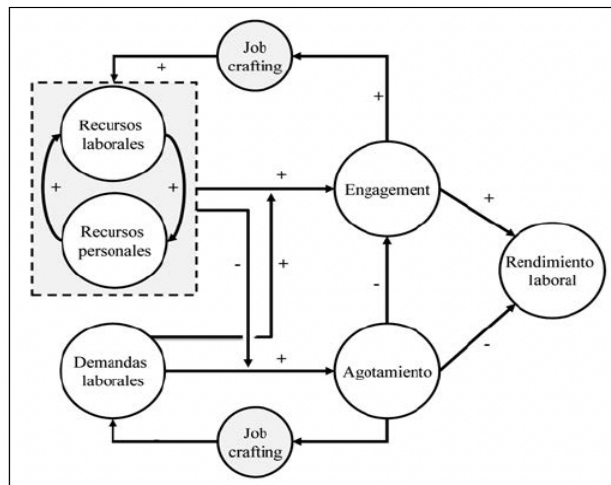 Job
crafting
+
+
Recursos
laborales
+
+
+
Engagement
+
Recursos
personales
-
+
-
Rendimiento
laboral
Demandas
laborales
+
Agotamiento
-
Job
crafting